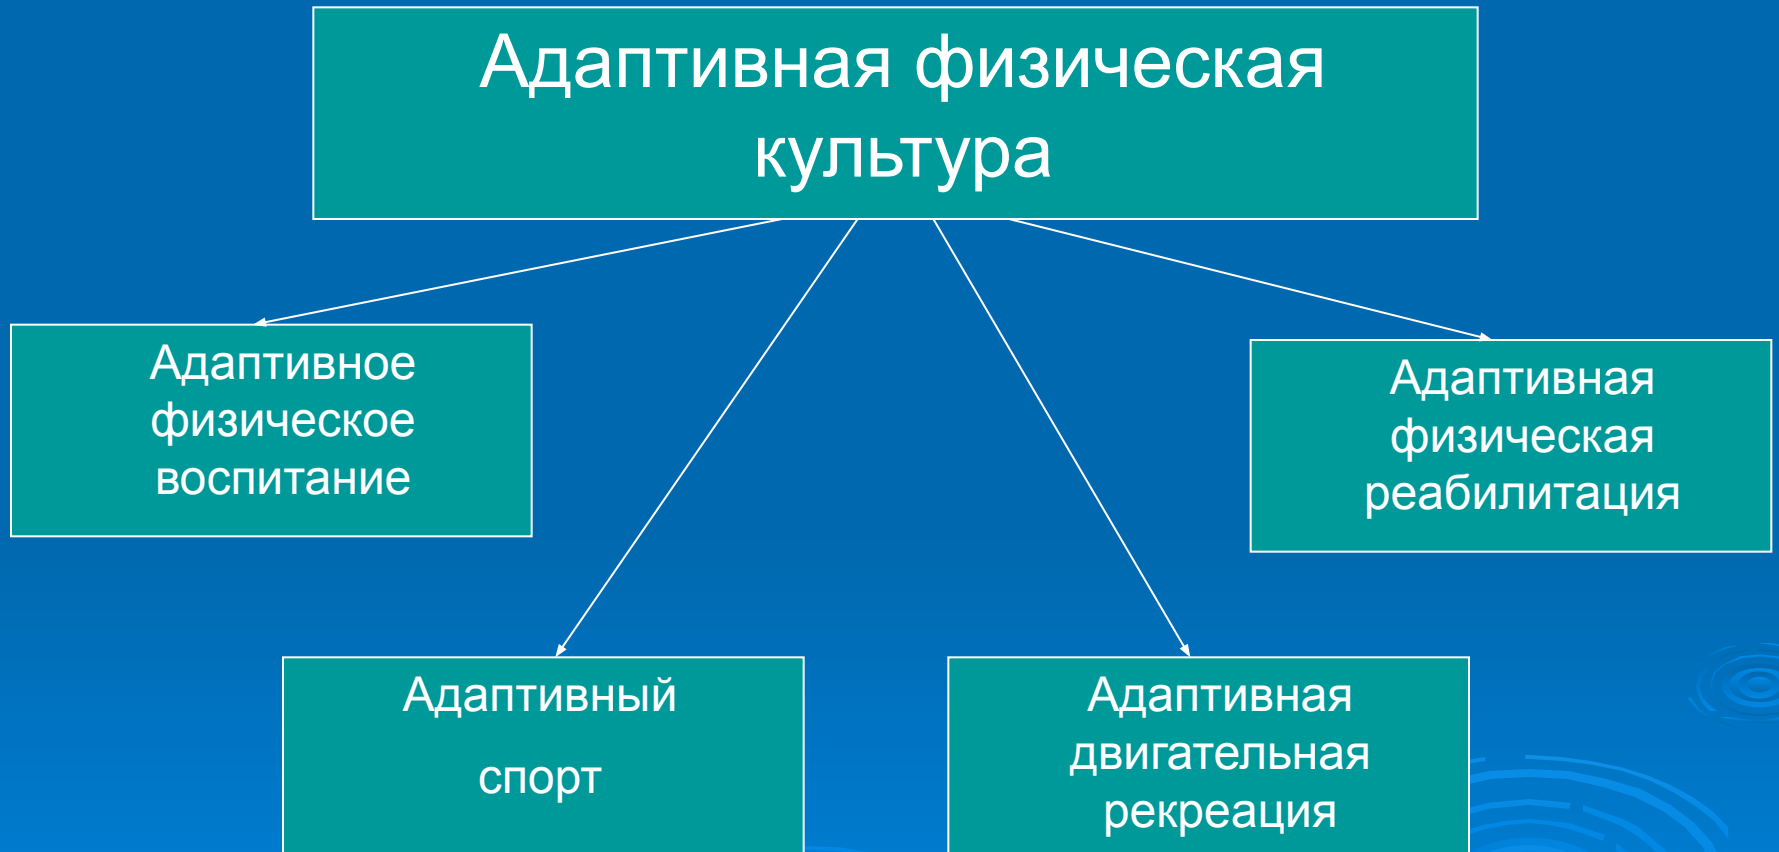 Адаптивная физическая
культура
Адаптивное
физическое
воспитание
Адаптивная
физическая
реабилитация
Адаптивный
спорт
Адаптивная
двигательная
рекреация